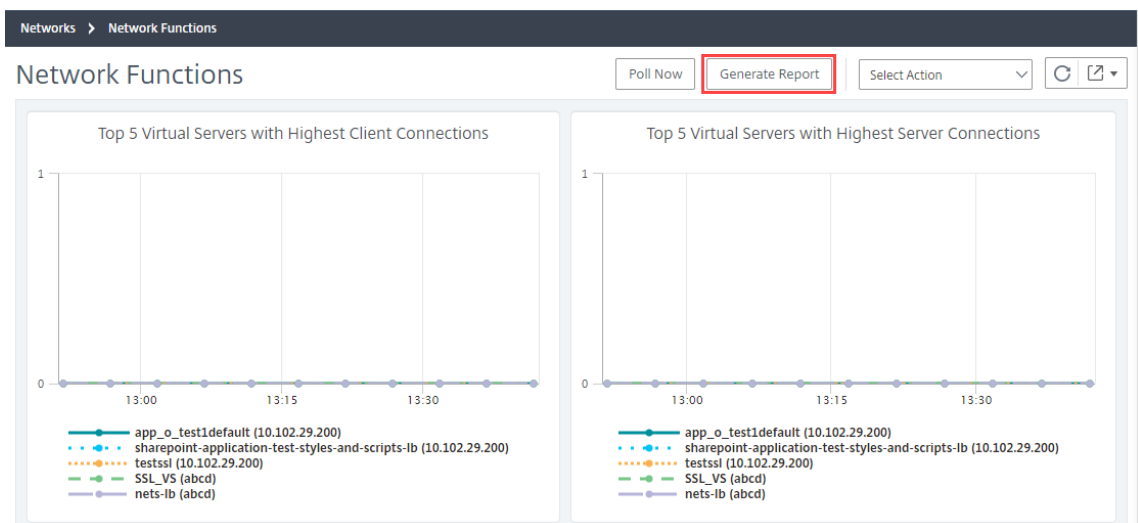 Networks > Network Functions
Network Functions
Poll Now
Generate Report
Select Action
Top 5 Virtual Servers with Highest Client Connections
1
0
13:00 13:15 13:30
app_o_test1default (10.102.29.200)
sharepoint-application-test-styles-and-scripts-lb (10.102.29.200)
testssl (10.102.29.200)
SSL_VS (abcd)
nets-lb (abcd)
Top 5 Virtual Servers with Highest Server Connections
1
0
13:00 13:15 13:30
app_o_test1default (10.102.29.200)
sharepoint-application-test-styles-and-scripts-lb (10.102.29.200)
testssl (10.102.29.200)
SSL_VS (abcd)
nets-lb (abcd)